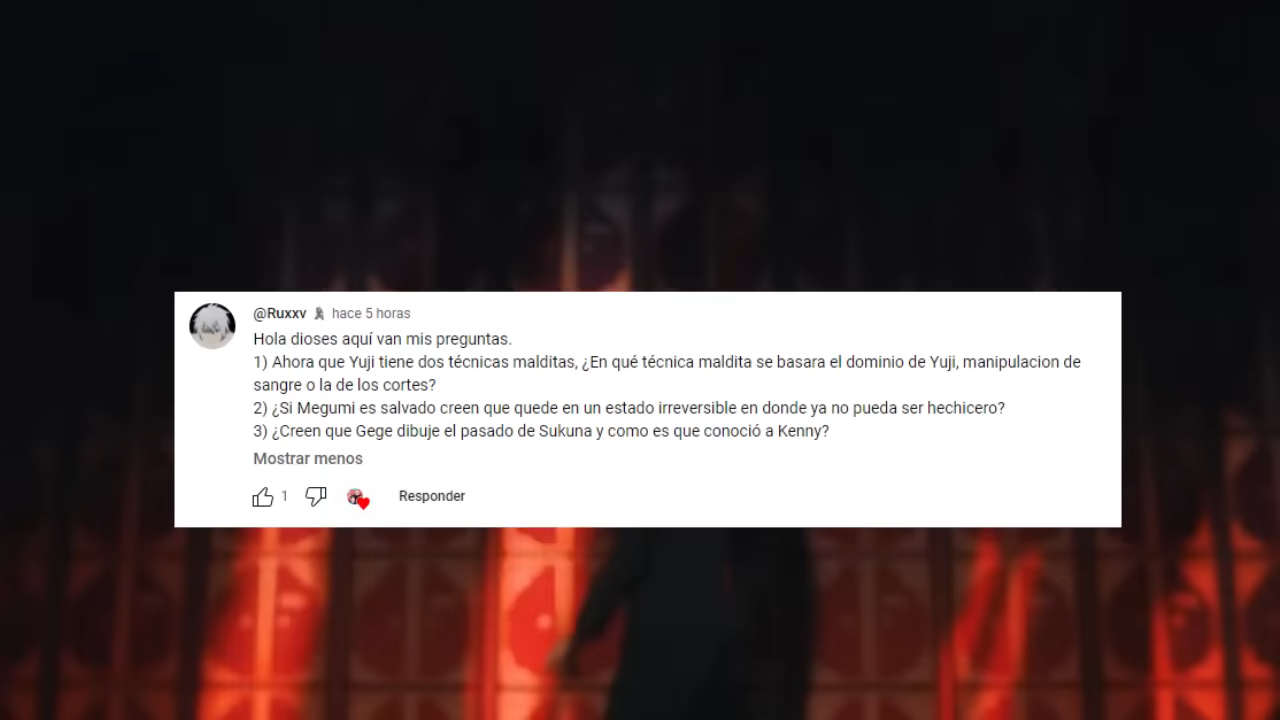 @Ruxxv hace 5 horas
Hola dioses aquí van mis preguntas.
1) Ahora que Yuji tiene dos técnicas malditas, ¿En qué técnica maldita se basara el dominio de Yuji, manipulacion de
sangre o la de los cortes?
2) ¿Si Megumi es salvado creen que quede en un estado irreversible en donde ya no pueda ser hechicero?
3) ¿Creen que Gege dibuje el pasado de Sukuna y como es que conoció a Kenny?
Mostrar menos
1 Responder